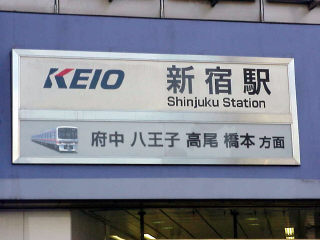 KEIO 新宿駅
Shinjuku Station
府中 八王子 高尾 橋本 方面